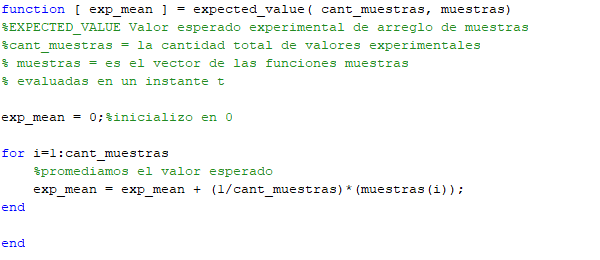 function [ exp_mean ] = expected_value( cant_muestras, muestras)
%EXPECTED_VALUE Valor esperado experimental de arreglo de muestras
%cant_muestras = la cantidad total de valores experimentales
% muestras = es el vector de las funciones muestras
% evaluadas en un instante t
exp_mean = 0;%inicializo en 0
for i=1:cant_muestras
%promediamos el valor esperado
exp_mean = exp_mean + (1/cant_muestras)*(muestras(i));
end
end